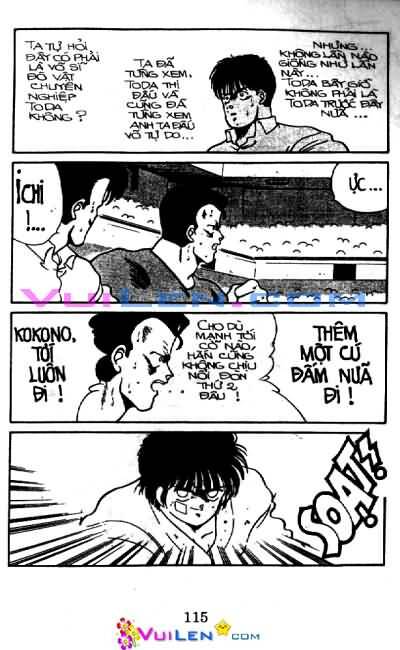 NHƯNG...
KHÔNG LẦN NÀO
GIỐNG NHƯ LẦN
NÀY...
TODA BÂY GIỜ
KHÔNG PHẢI LÀ
TODA TRƯỚC ĐÂY
NỮA...
TA ĐÃ
TỪNG XEM,
TODA THI
ĐẤU VÀ
CŨNG ĐÃ
TỪNG XEM
ANH TA ĐẤU
VÕ TỰ DO...
TA TỰ HỎI
ĐÂY CÓ PHẢI
LÀ VÕ SĨ
ĐÔ VẬT
CHUYÊN
NGHIỆP
TODA
KHÔNG?
ỰC...
ICHI
!...
VUILEN.COM
THÊM
MỘT CÚ
ĐẤM NỮA
ĐI!
CHO DÙ
MẠNH TỚI
CỠ NÀO,
HẮN CŨNG
KHÔNG CHỊU
NỔI ĐÒN
THỨ 2
ĐÂU!
KOKONO,
TỚI
LUÔN
ĐI!
SOẠT!
115
VUILEN.COM